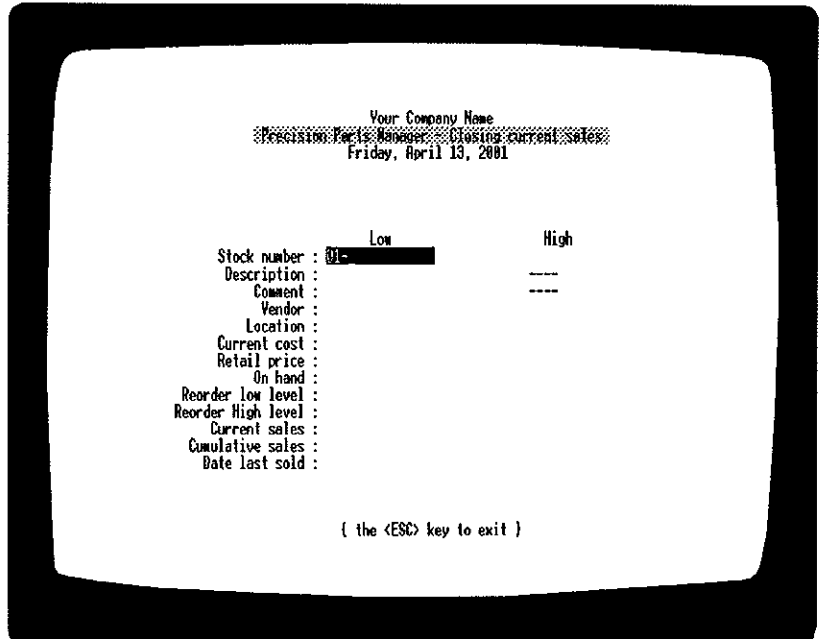 Your Company Name
Precision Parts Manager - Closing current sales
Friday, April 13, 2001
Low High
Stock number : 01-
Description : ----
Comment : ----
Vendor :
Location :
Current cost :
Retail price :
On hand :
Reorder low level :
Reorder High level :
Current sales :
Cumulative sales :
Date last sold :
{ the <ESC> key to exit }